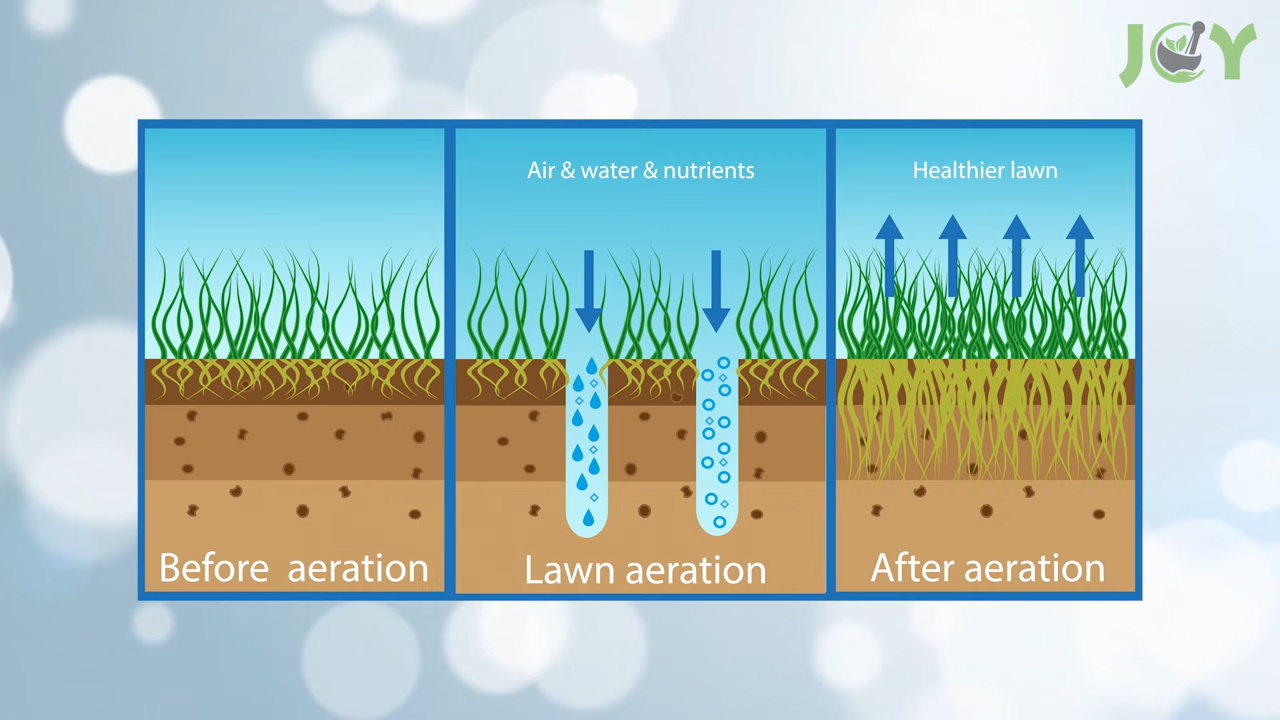 JOY
Air & water & nutrients
Healthier lawn
Before aeration
Lawn aeration
After aeration